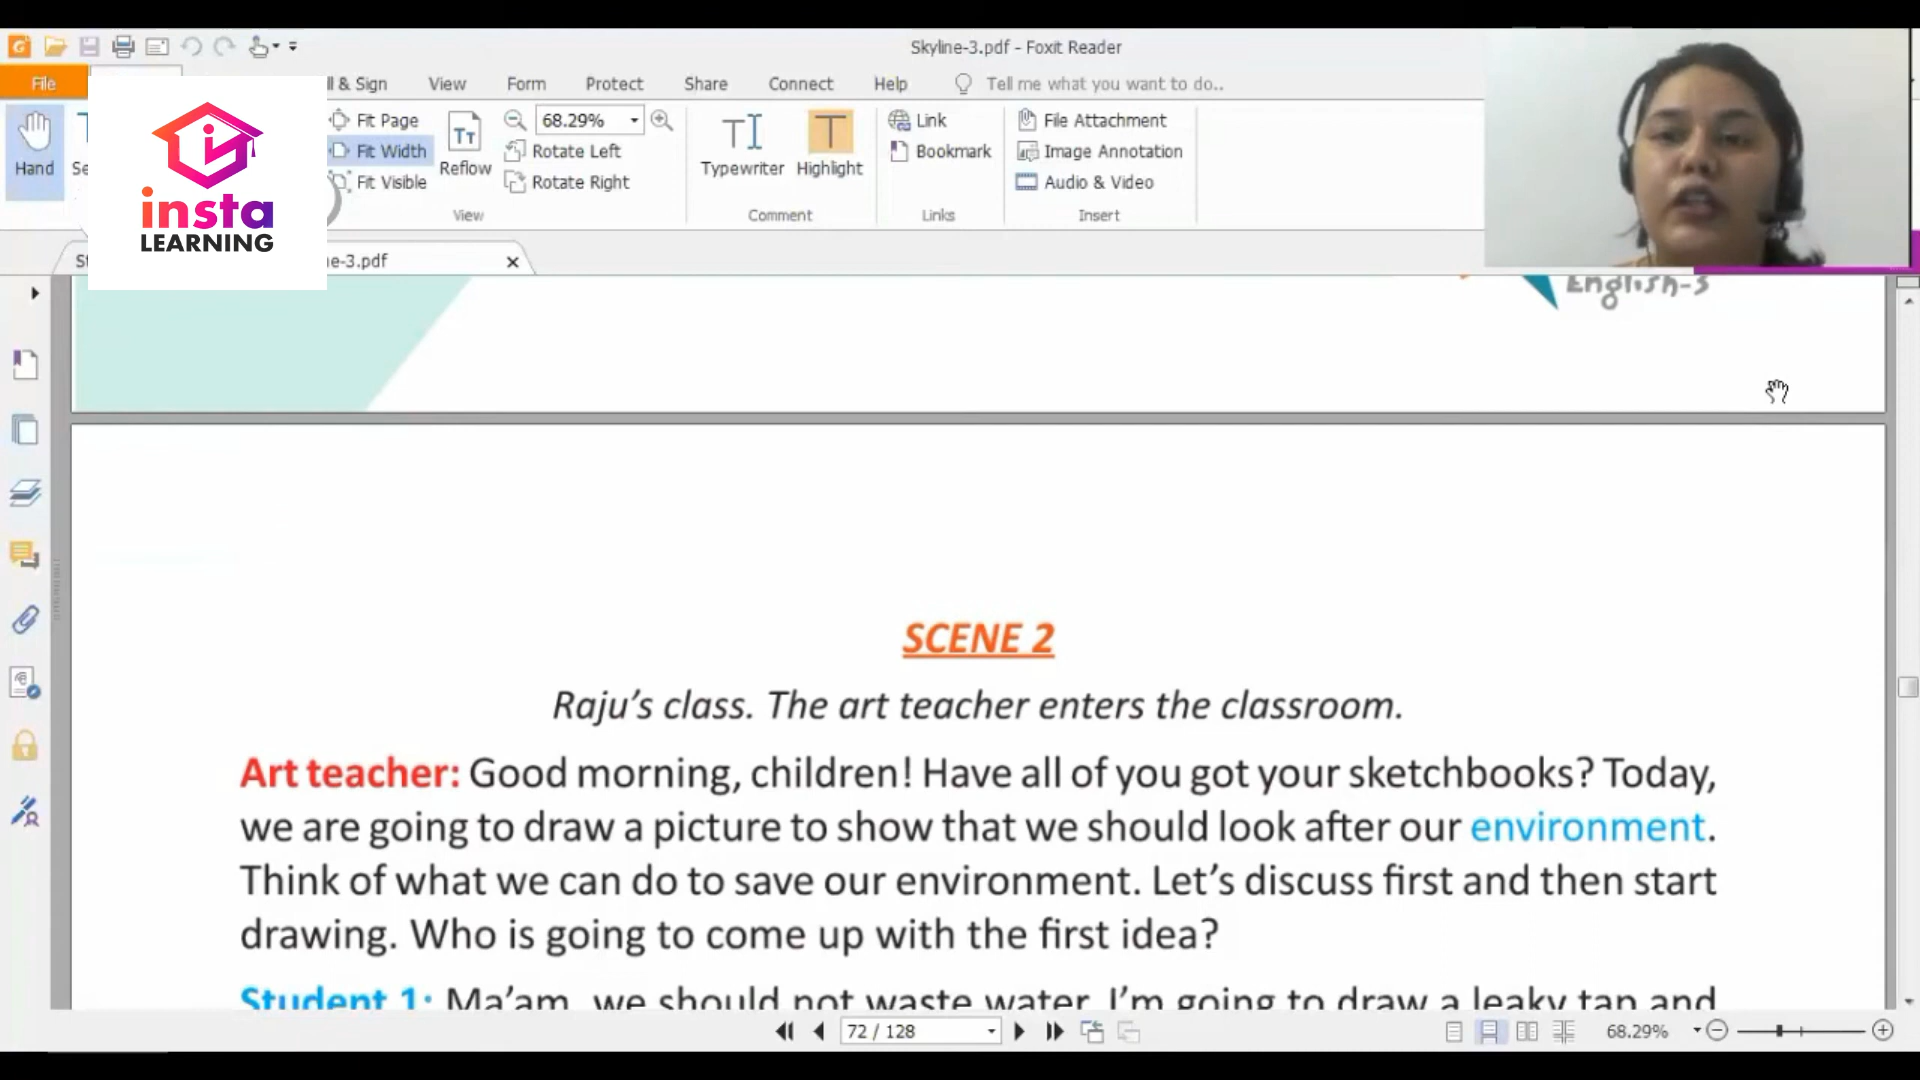 Skyline-3.pdf - Foxit Reader
File
ll & Sign View Form Protect Share Connect Help Tell me what you want to do..
Hand
Fit Page
Fit Width
Fit Visible
Reflow
68.29%
Rotate Left
Rotate Right
View
Typewriter
Highlight
Comment
Link
Bookmark
Links
File Attachment
Image Annotation
Audio & Video
Insert
insta
LEARNING
e-3.pdf
English-3
SCENE 2
Raju's class. The art teacher enters the classroom.
Art teacher: Good morning, children! Have all of you got your sketchbooks? Today,
we are going to draw a picture to show that we should look after our environment.
Think of what we can do to save our environment. Let's discuss first and then start
drawing. Who is going to come up with the first idea?
Student 1: Ma'am, we should not waste water. I'm going to draw a leaky tap and
72 / 128
68.29%